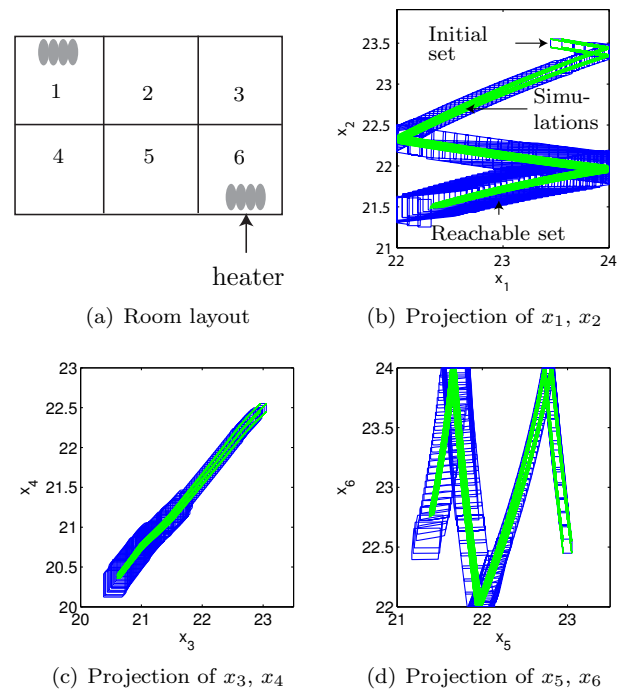 1 2 3
4 5 6
heater
(a) Room layout
23.5
23
22.5
22
21.5
21
x2
22 23 24
x1
Initial
set
Simu-
lations
Reachable set
(b) Projection of x1, x2
23
22.5
22
21.5
21
20.5
20
x4
20 21 22 23
x3
(c) Projection of x3, x4
24
23.5
23
22.5
22
x6
21 22 23
x5
(d) Projection of x5, x6